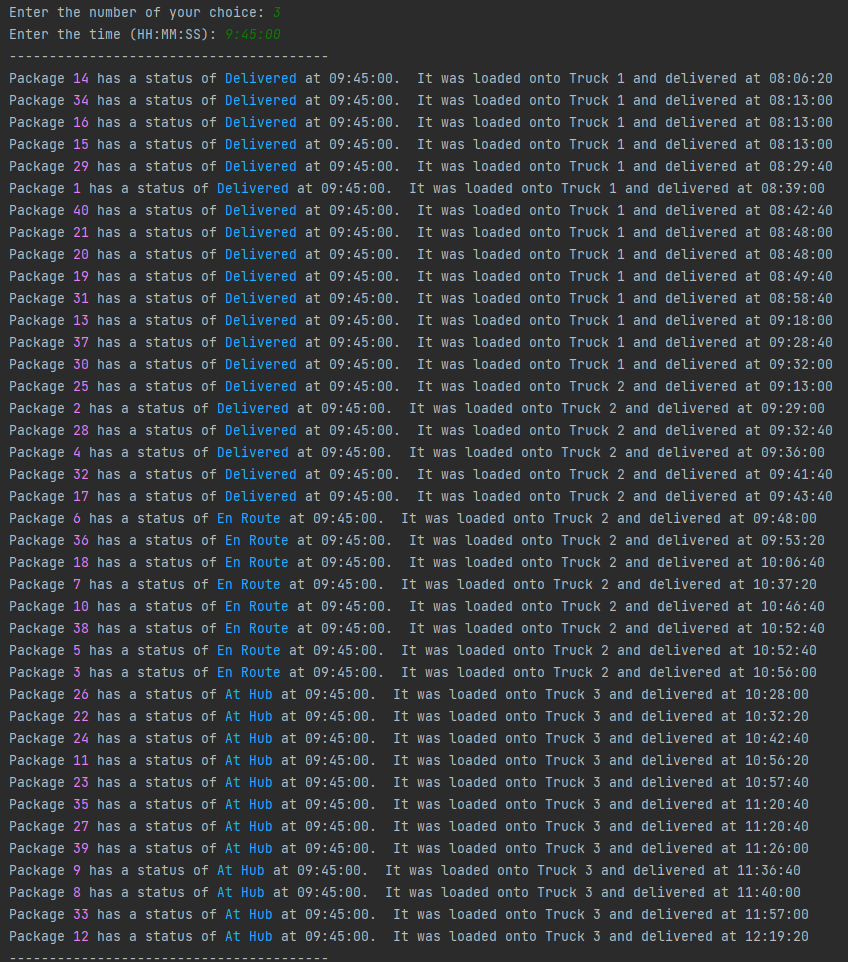 Enter the number of your choice: 3
Enter the time (HH:MM:SS): 9:45:00
----------------------------------------
Package 14 has a status of Delivered at 09:45:00.  It was loaded onto Truck 1 and delivered at 08:06:20
Package 34 has a status of Delivered at 09:45:00.  It was loaded onto Truck 1 and delivered at 08:13:00
Package 16 has a status of Delivered at 09:45:00.  It was loaded onto Truck 1 and delivered at 08:13:00
Package 15 has a status of Delivered at 09:45:00.  It was loaded onto Truck 1 and delivered at 08:13:00
Package 29 has a status of Delivered at 09:45:00.  It was loaded onto Truck 1 and delivered at 08:29:40
Package 1 has a status of Delivered at 09:45:00.  It was loaded onto Truck 1 and delivered at 08:39:00
Package 40 has a status of Delivered at 09:45:00.  It was loaded onto Truck 1 and delivered at 08:42:40
Package 21 has a status of Delivered at 09:45:00.  It was loaded onto Truck 1 and delivered at 08:48:00
Package 20 has a status of Delivered at 09:45:00.  It was loaded onto Truck 1 and delivered at 08:48:00
Package 19 has a status of Delivered at 09:45:00.  It was loaded onto Truck 1 and delivered at 08:49:40
Package 31 has a status of Delivered at 09:45:00.  It was loaded onto Truck 1 and delivered at 08:58:40
Package 13 has a status of Delivered at 09:45:00.  It was loaded onto Truck 1 and delivered at 09:18:00
Package 37 has a status of Delivered at 09:45:00.  It was loaded onto Truck 1 and delivered at 09:28:40
Package 30 has a status of Delivered at 09:45:00.  It was loaded onto Truck 1 and delivered at 09:32:00
Package 25 has a status of Delivered at 09:45:00.  It was loaded onto Truck 2 and delivered at 09:13:00
Package 2 has a status of Delivered at 09:45:00.  It was loaded onto Truck 2 and delivered at 09:29:00
Package 28 has a status of Delivered at 09:45:00.  It was loaded onto Truck 2 and delivered at 09:32:40
Package 4 has a status of Delivered at 09:45:00.  It was loaded onto Truck 2 and delivered at 09:36:00
Package 32 has a status of Delivered at 09:45:00.  It was loaded onto Truck 2 and delivered at 09:41:40
Package 17 has a status of Delivered at 09:45:00.  It was loaded onto Truck 2 and delivered at 09:43:40
Package 6 has a status of En Route at 09:45:00.  It was loaded onto Truck 2 and delivered at 09:48:00
Package 36 has a status of En Route at 09:45:00.  It was loaded onto Truck 2 and delivered at 09:53:20
Package 18 has a status of En Route at 09:45:00.  It was loaded onto Truck 2 and delivered at 10:06:40
Package 7 has a status of En Route at 09:45:00.  It was loaded onto Truck 2 and delivered at 10:37:20
Package 10 has a status of En Route at 09:45:00.  It was loaded onto Truck 2 and delivered at 10:46:40
Package 38 has a status of En Route at 09:45:00.  It was loaded onto Truck 2 and delivered at 10:52:40
Package 5 has a status of En Route at 09:45:00.  It was loaded onto Truck 2 and delivered at 10:52:40
Package 3 has a status of En Route at 09:45:00.  It was loaded onto Truck 2 and delivered at 10:56:00
Package 26 has a status of At Hub at 09:45:00.  It was loaded onto Truck 3 and delivered at 10:28:00
Package 22 has a status of At Hub at 09:45:00.  It was loaded onto Truck 3 and delivered at 10:32:20
Package 24 has a status of At Hub at 09:45:00.  It was loaded onto Truck 3 and delivered at 10:42:40
Package 11 has a status of At Hub at 09:45:00.  It was loaded onto Truck 3 and delivered at 10:56:20
Package 23 has a status of At Hub at 09:45:00.  It was loaded onto Truck 3 and delivered at 10:57:40
Package 35 has a status of At Hub at 09:45:00.  It was loaded onto Truck 3 and delivered at 11:20:40
Package 27 has a status of At Hub at 09:45:00.  It was loaded onto Truck 3 and delivered at 11:20:40
Package 39 has a status of At Hub at 09:45:00.  It was loaded onto Truck 3 and delivered at 11:26:00
Package 9 has a status of At Hub at 09:45:00.  It was loaded onto Truck 3 and delivered at 11:36:40
Package 8 has a status of At Hub at 09:45:00.  It was loaded onto Truck 3 and delivered at 11:40:00
Package 33 has a status of At Hub at 09:45:00.  It was loaded onto Truck 3 and delivered at 11:57:00
Package 12 has a status of At Hub at 09:45:00.  It was loaded onto Truck 3 and delivered at 12:19:20
----------------------------------------